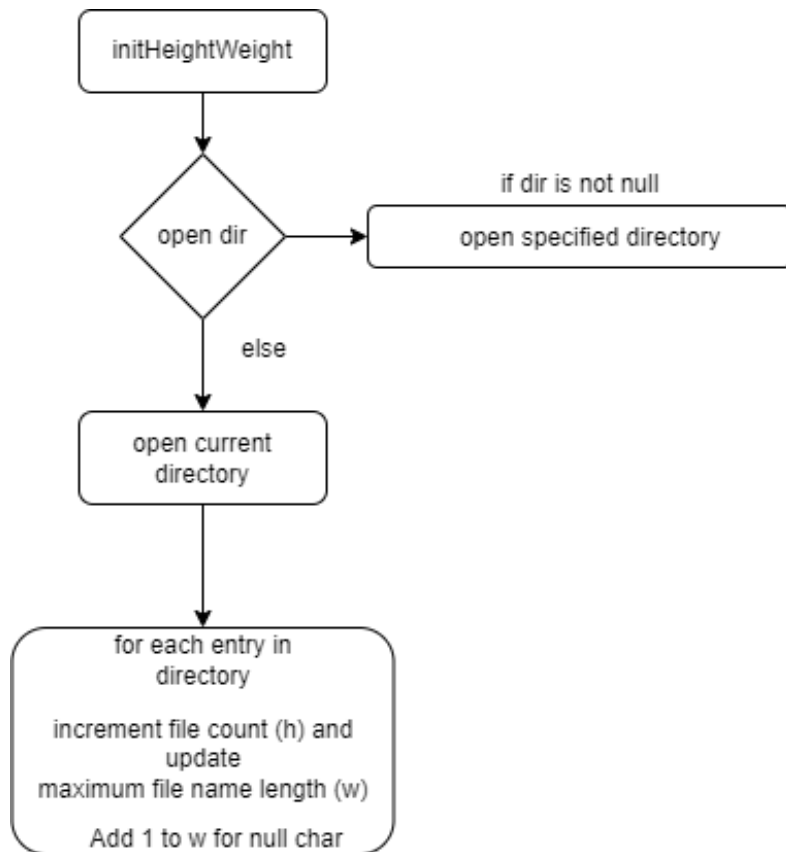 initHeightWeight
open dir
if dir is not null
open specified directory
else
open current
directory
for each entry in
directory
increment file count (h) and
update
maximum file name length (w)
Add 1 to w for null char